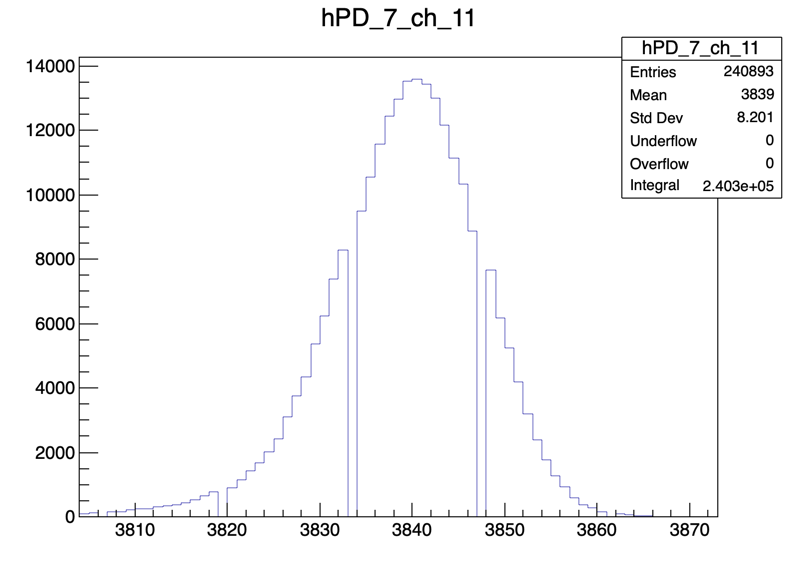 hPD_7_ch_11
hPD_7_ch_11
Entries 240893
Mean 3839
Std Dev 8.201
Underflow 0
Overflow 0
Integral 2.403e+05
14000
12000
10000
8000
6000
4000
2000
0
3810 3820 3830 3840 3850 3860 3870